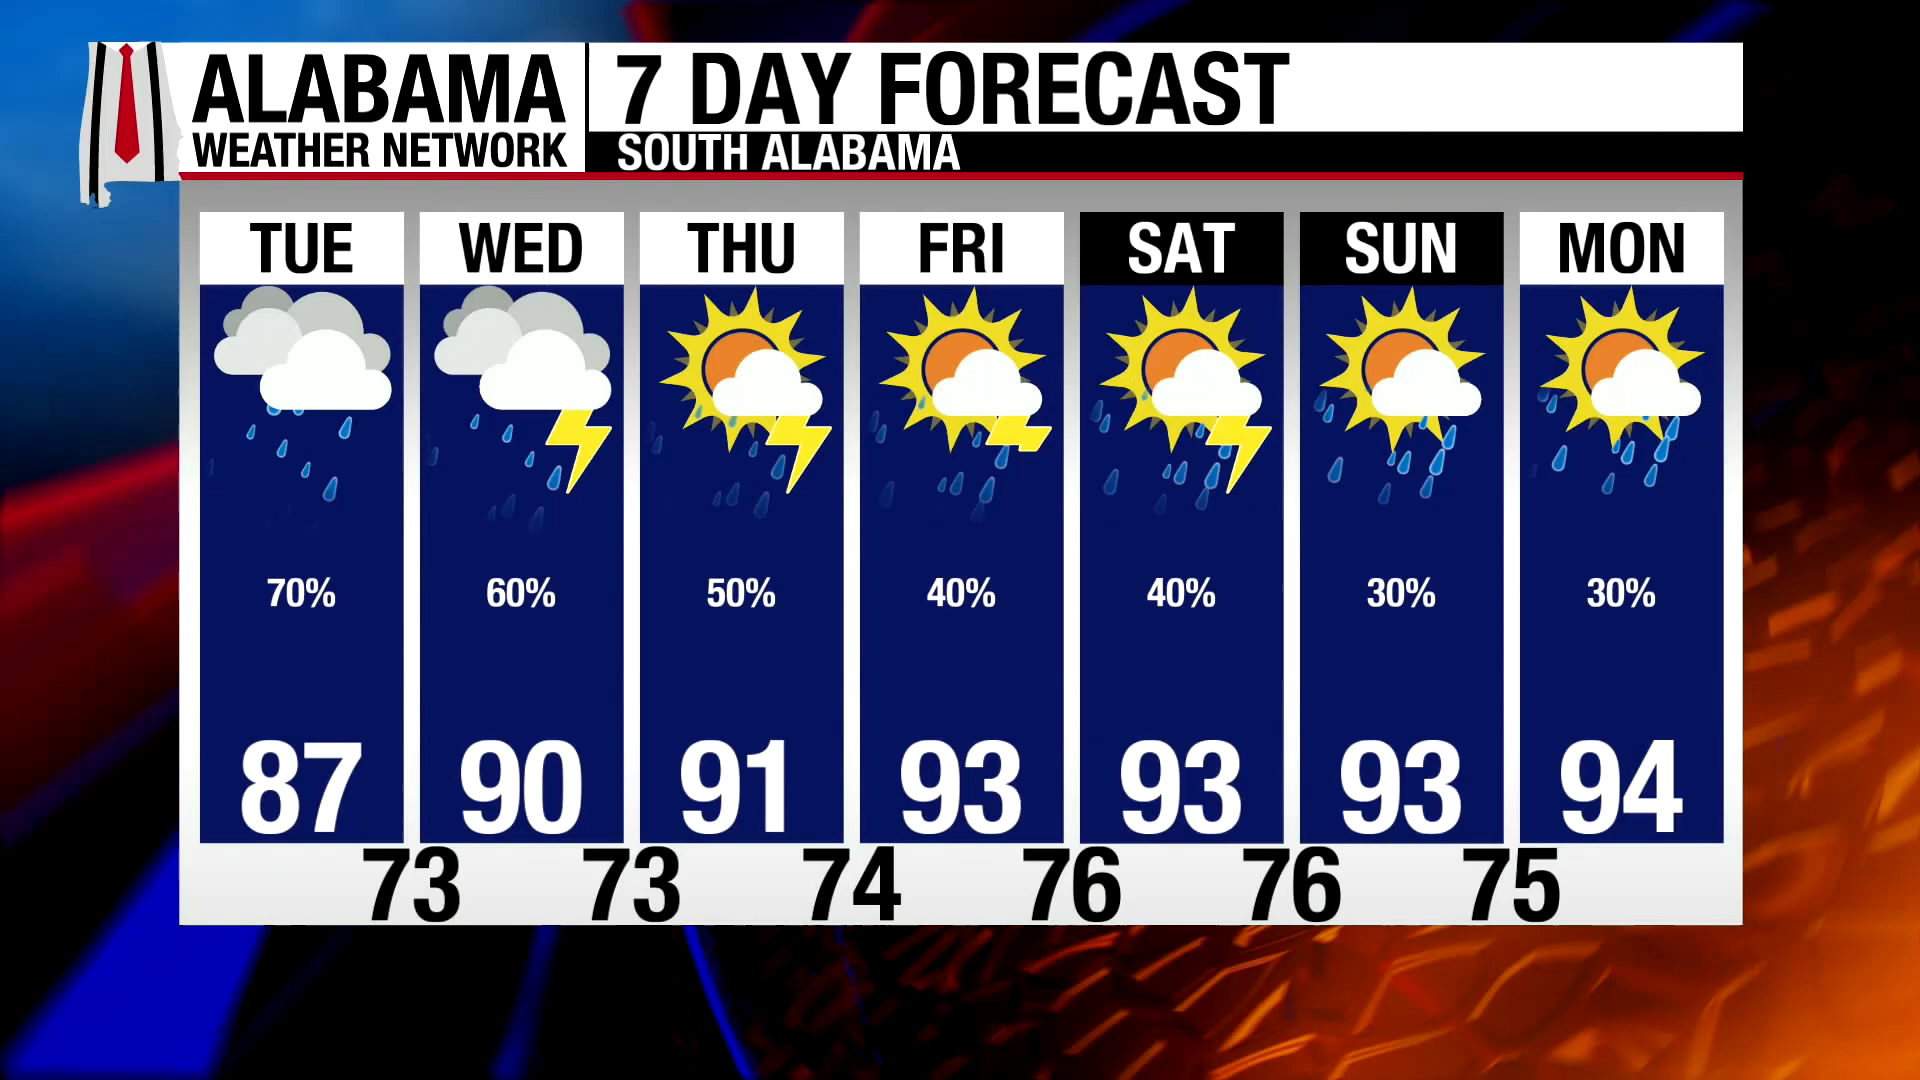 ALABAMA
WEATHER NETWORK
7 DAY FORECAST
SOUTH ALABAMA
TUE WED THU FRI SAT SUN MON
70% 60% 50% 40% 40% 30% 30%
87 90 91 93 93 93 94
73 73 74 76 76 75